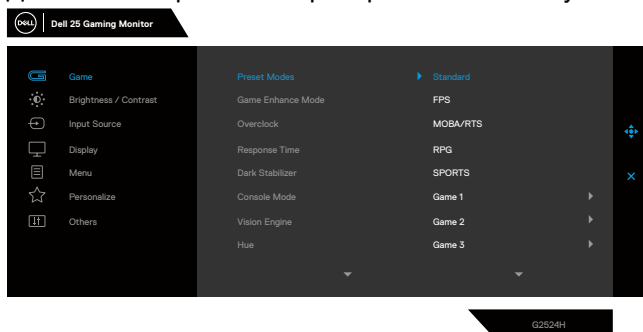 DELL
Dell 25 Gaming Monitor
Game
Preset Modes
Standard
Brightness / Contrast
Game Enhance Mode
FPS
Input Source
Overclock
MOBA/RTS
Display
Response Time
RPG
Menu
Dark Stabilizer
SPORTS
Personalize
Console Mode
Game 1
Others
Vision Engine
Game 2
Hue
Game 3
G2524H